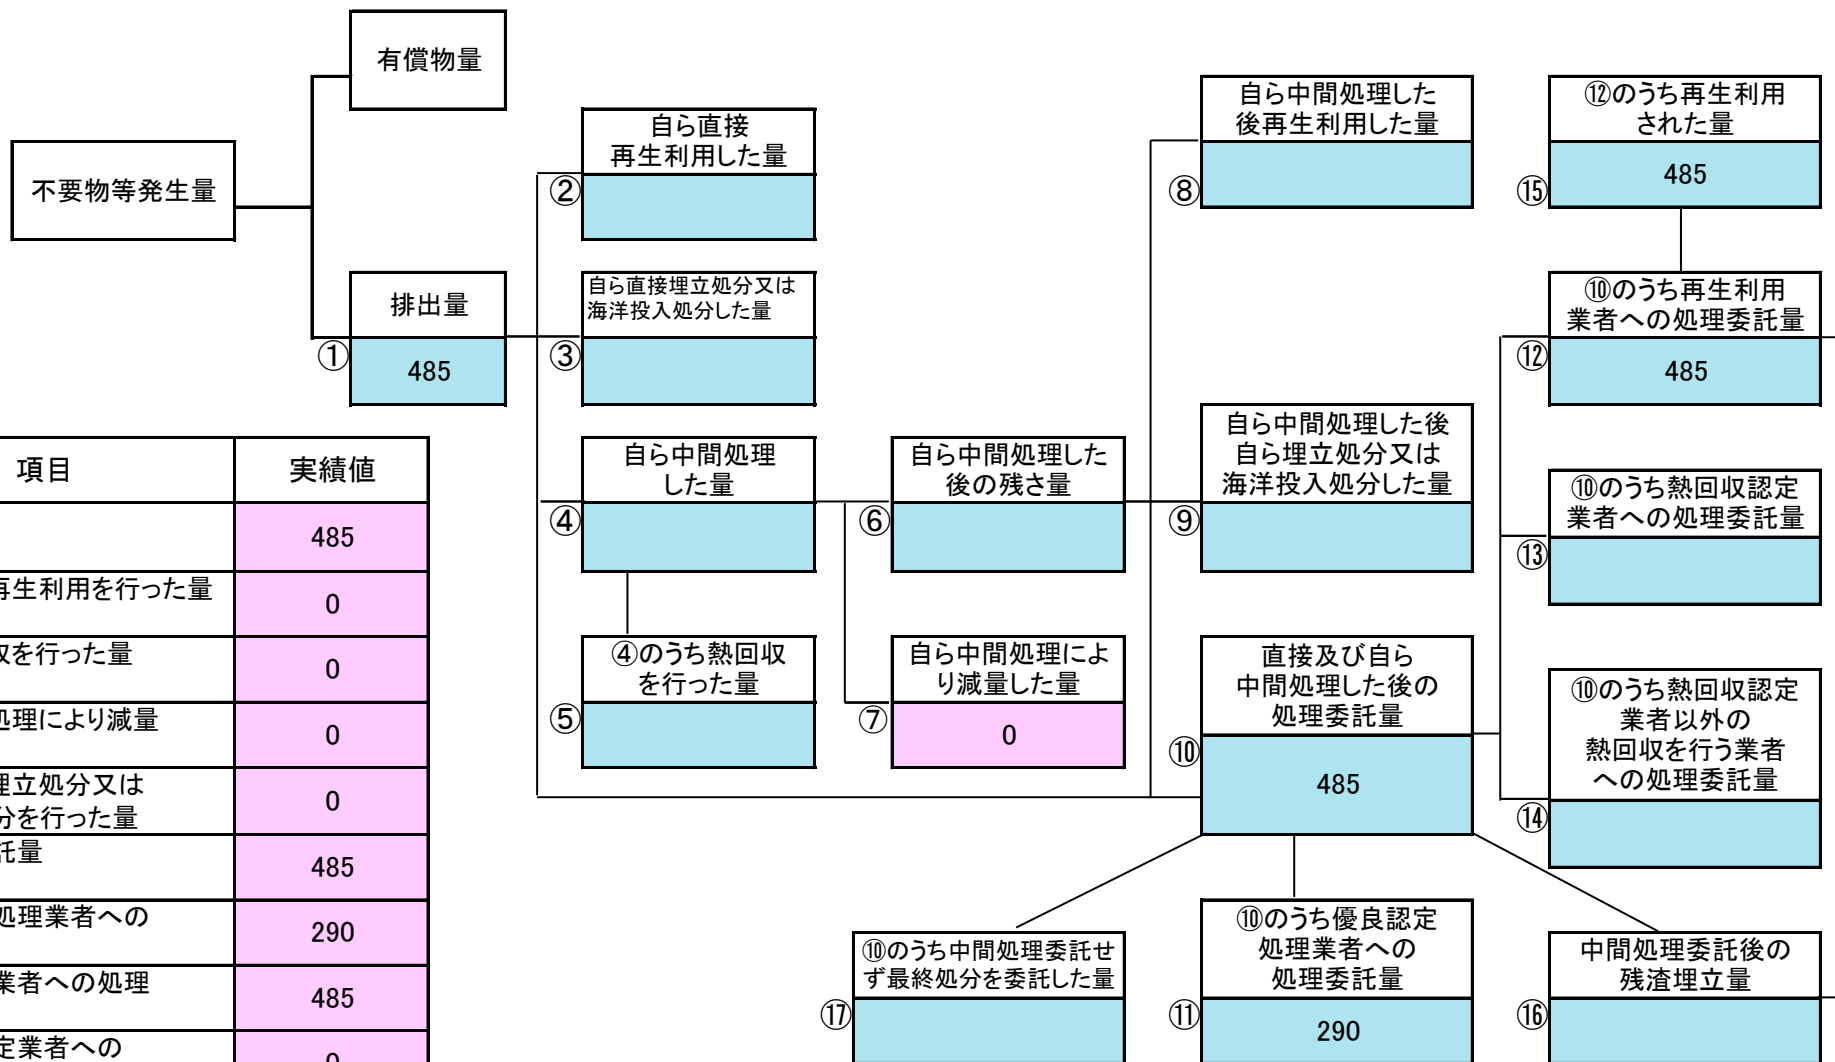 有償物量
不要物等発生量
排出量
①
485
自ら直接
再生利用した量
②
自ら直接埋立処分又は
海洋投入処分した量
③
自ら中間処理
した量
④
④のうち熱回収
を行った量
⑤
自ら中間処理した
後の残さ量
⑥
自ら中間処理によ
り減量した量
⑦
0
自ら中間処理した
後再生利用した量
⑧
自ら中間処理した後
自ら埋立処分又は
海洋投入処分した量
⑨
直接及び自ら
中間処理した後の
処理委託量
⑩
485
⑩のうち優良認定
処理業者への
処理委託量
⑪
290
⑫のうち再生利用
された量
⑮
485
⑩のうち再生利用
業者への処理委託量
⑫
485
⑩のうち熱回収認定
業者への処理委託量
⑬
⑩のうち熱回収認定
業者以外の
熱回収を行う業者
への処理委託量
⑭
⑩のうち中間処理委託せ
ず最終処分を委託した量
⑰
中間処理委託後の
残渣埋立量
⑯
項目 実績値
485
再生利用を行った量
0
収を行った量
0
処理により減量
0
埋立処分又は
分を行った量
0
託量
485
処理業者への
290
業者への処理
485
定業者への
0